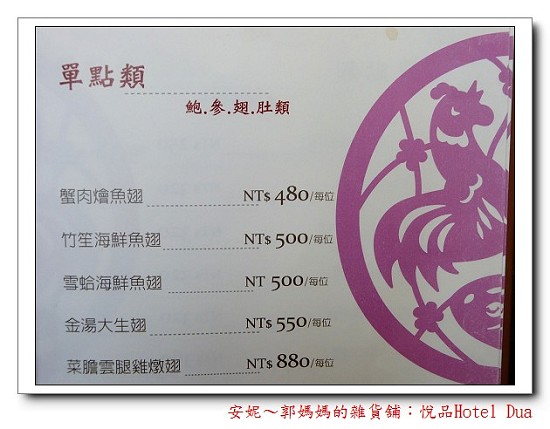 單點類
鮑.參.翅.肚類
蟹肉燴魚翅 NT$ 480/每位
竹笙海鮮魚翅 NT$ 500/每位
雪蛤海鮮魚翅 NT 500/每位
金湯大生翅 NT$ 550/每位
菜膽雲腿雞燉翅 NT$ 880/每位
安妮～郭媽媽的雜貨鋪：悅品Hotel Dua